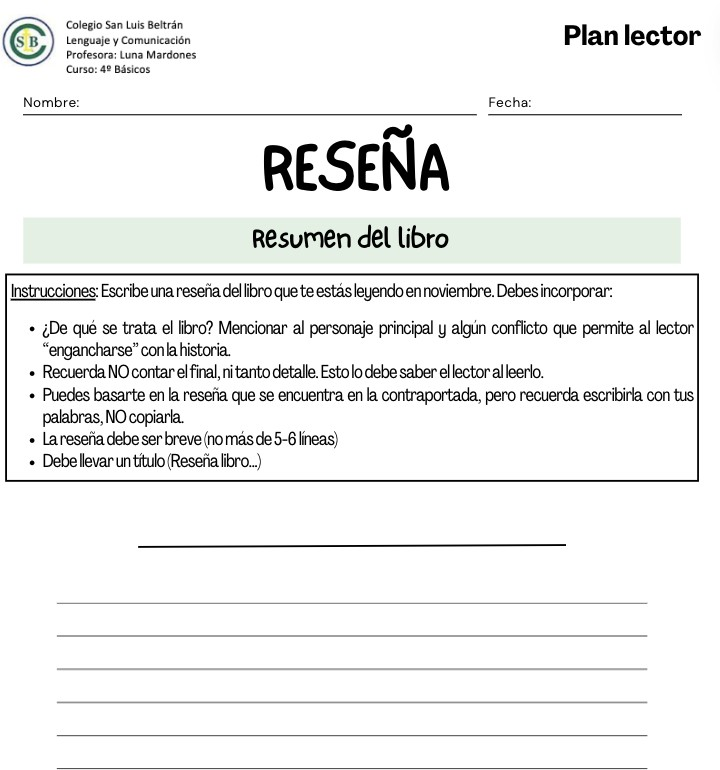 SB
Colegio San Luis Beltrán
Lenguaje y Comunicación
Profesora: Luna Mardones
Curso: 4º Básicos
Plan lector
Nombre:
Fecha:
RESEÑA
Resumen del libro
Instrucciones: Escribe una reseña del libro que te estás leyendo en noviembre. Debes incorporar:
• ¿De qué se trata el libro? Mencionar al personaje principal y algún conflicto que permite al lector
“engancharse” con la historia.
• Recuerda NO contar el final, ni tanto detalle. Esto lo debe saber el lector al leerlo.
• Puedes basarte en la reseña que se encuentra en la contraportada, pero recuerda escribirla con tus
palabras, NO copiarla.
• La reseña debe ser breve (no más de 5-6 líneas)
• Debe llevar un título (Reseña libro...)